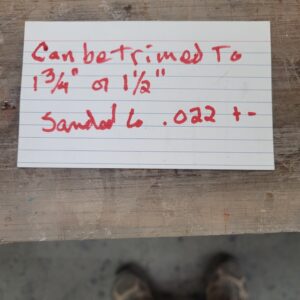 Can be trimed To
1 3/4" or 1 1/2"
Sanded to .022 +-